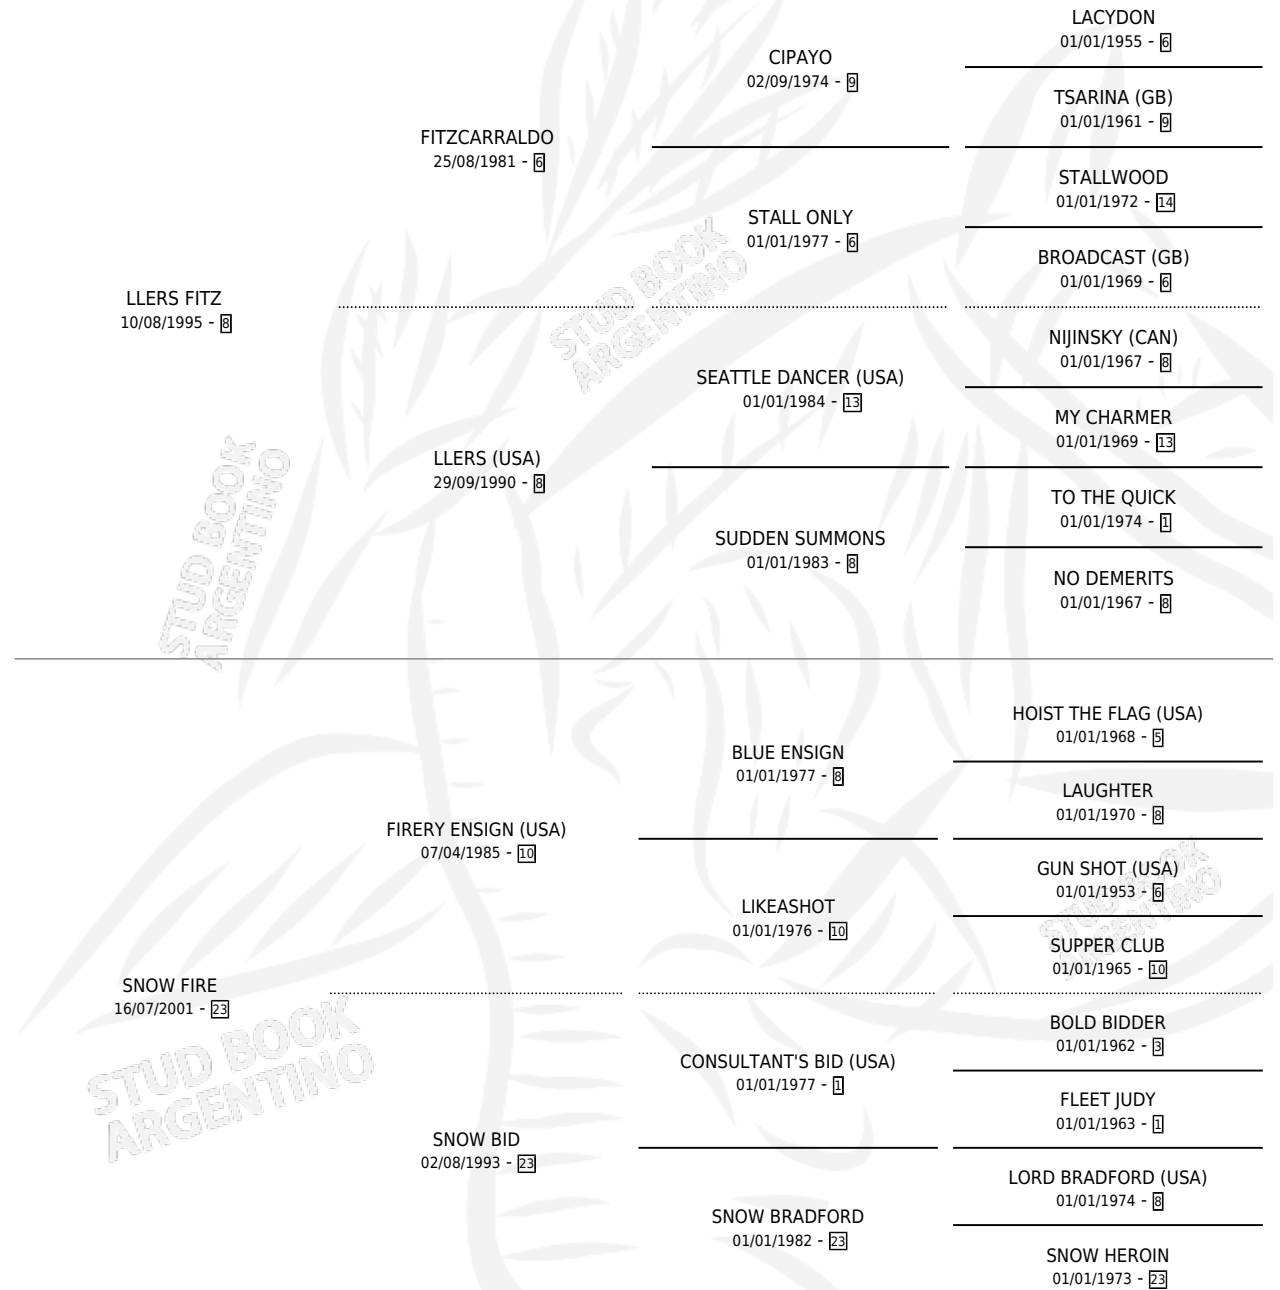 LACYDON
01/01/1955 - 6
CIPAYO
02/09/1974 - 9
TSARINA (GB)
01/01/1961 - 9
FITZCARRALDO
25/08/1981 - 6
STALLWOOD
01/01/1972 - 14
STALL ONLY
01/01/1977 - 6
BROADCAST (GB)
01/01/1969 - 6
LLERS FITZ
10/08/1995 - 8
NIJINSKY (CAN)
01/01/1967 - 8
SEATTLE DANCER (USA)
01/01/1984 - 13
MY CHARMER
01/01/1969 - 13
LLERS (USA)
29/09/1990 - 8
TO THE QUICK
01/01/1974 - 1
SUDDEN SUMMONS
01/01/1983 - 8
NO DEMERITS
01/01/1967 - 8
HOIST THE FLAG (USA)
01/01/1968 - 5
BLUE ENSIGN
01/01/1977 - 8
LAUGHTER
01/01/1970 - 8
FIRERY ENSIGN (USA)
07/04/1985 - 10
GUN SHOT (USA)
01/01/1953 - 6
LIKEASHOT
01/01/1976 - 10
SUPPER CLUB
01/01/1965 - 10
SNOW FIRE
16/07/2001 - 23
BOLD BIDDER
01/01/1962 - 3
CONSULTANT'S BID (USA)
01/01/1977 - 1
FLEET JUDY
01/01/1963 - 1
SNOW BID
02/08/1993 - 23
LORD BRADFORD (USA)
01/01/1974 - 8
SNOW BRADFORD
01/01/1982 - 23
SNOW HEROIN
01/01/1973 - 23
STUD BOOK
ARGENTINO
STUD BOOK
ARGENTINO
STUD BOOK
ARGENTINO
STUD BOOK
ARGENTINO